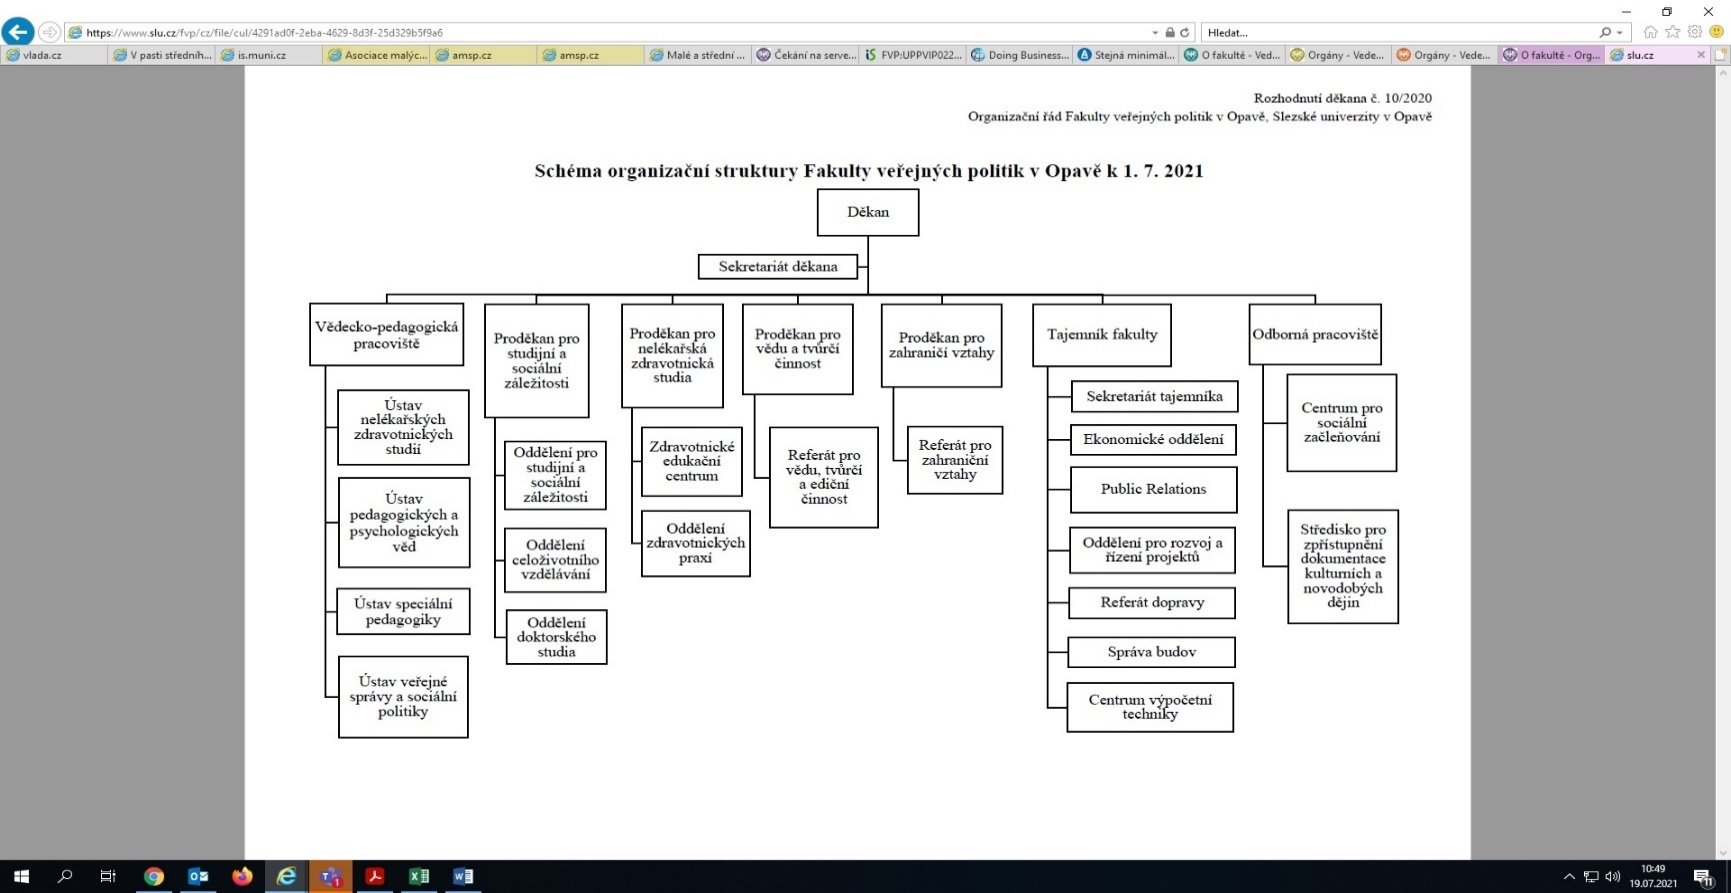 https://www.slu.cz/fvp/cz/file/cul/4291ad0f-2eba-4629-8d3f-25d329b5f9a6
Hledat...
vlada.cz
V pasti středníh...
is.muni.cz
Asociace malýc...
amsp.cz
amsp.cz
Malé a střední ...
Čekání na serve...
FVP:UPPVIP022...
Doing Business...
Stejná minimál...
O fakultě - Ved...
Orgány - Vede...
Orgány - Vede...
O fakultě - Org...
slu.cz
Rozhodnutí děkana č. 10/2020
Organizační řád Fakulty veřejných politik v Opavě, Slezské univerzity v Opavě
Schéma organizační struktury Fakulty veřejných politik v Opavě k 1. 7. 2021
Děkan
Sekretariát děkana
Vědecko-pedagogická
pracoviště
Ústav
nelékařských
zdravotnických
studií
Ústav
pedagogických a
psychologických
věd
Ústav speciální
pedagogiky
Ústav veřejné
správy a sociální
politiky
Proděkan pro
studijní a
sociální
záležitosti
Oddělení pro
studijní a
sociální
záležitosti
Oddělení
celoživotního
vzdělávání
Oddělení
doktorského
studia
Proděkan pro
nelékařská
zdravotnická
studia
Zdravotnické
edukační
centrum
Oddělení
zdravotnických
praxí
Proděkan pro
vědu a tvůrčí
činnost
Referát pro
vědu, tvůrčí
a ediční
činnost
Proděkan pro
zahraničí vztahy
Referát pro
zahraniční
vztahy
Tajemník fakulty
Sekretariát tajemníka
Ekonomické oddělení
Public Relations
Oddělení pro rozvoj a
řízení projektů
Referát dopravy
Správa budov
Centrum výpočetní
techniky
Odborná pracoviště
Centrum pro
sociální
začleňování
Středisko pro
zpřístupnění
dokumentace
kulturních a
novodobých
dějin
10:49
19.07.2021